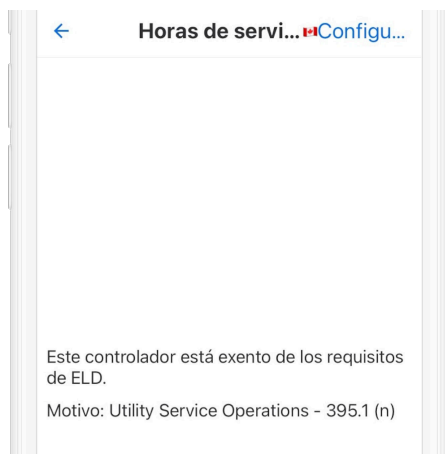 Horas de servi... Configu...
Este controlador está exento de los requisitos
de ELD.
Motivo: Utility Service Operations - 395.1 (n)